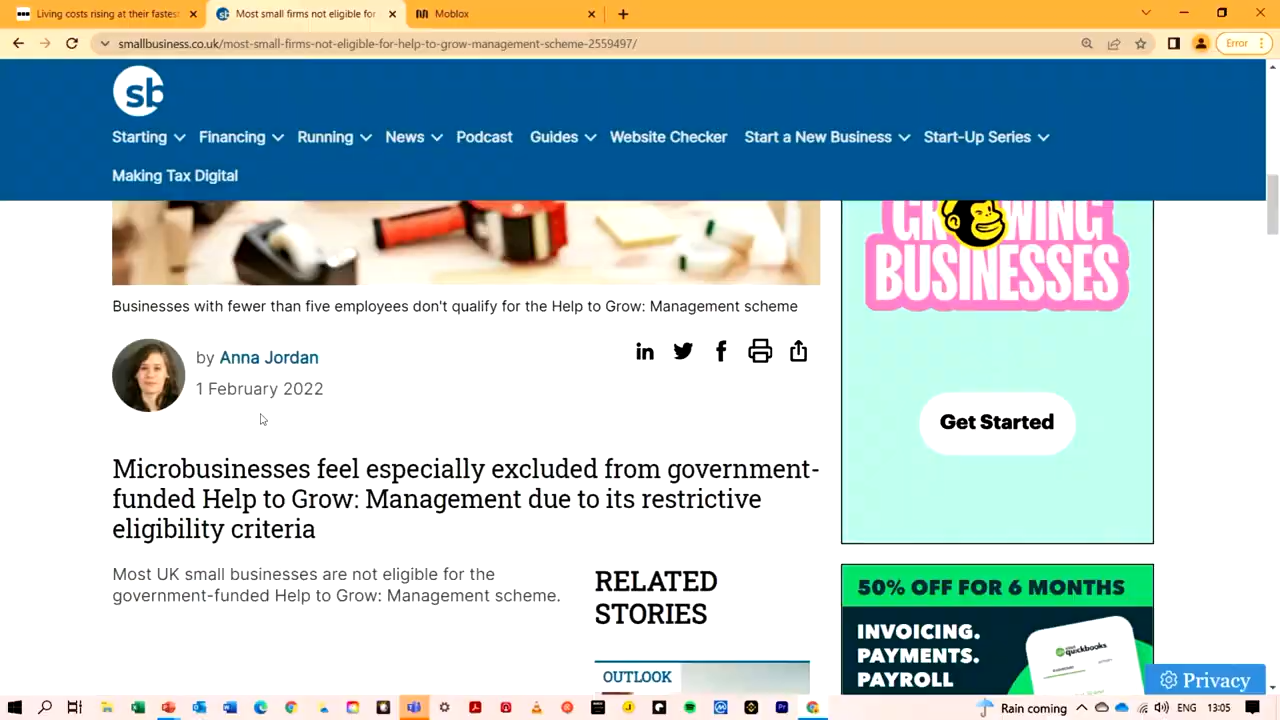 Living costs rising at their fastes
Most small firms not eligible for
Moblox
smallbusiness.co.uk/most-small-firms-not-eligible-for-help-to-grow-management-scheme-2559497/
Error
sb
Starting
Financing
Running
News
Podcast
Guides
Website Checker
Start a New Business
Start-Up Series
Making Tax Digital
Businesses with fewer than five employees don't qualify for the Help to Grow: Management scheme
by Anna Jordan
1 February 2022
Microbusinesses feel especially excluded from government-
funded Help to Grow: Management due to its restrictive
eligibility criteria
Most UK small businesses are not eligible for the
government-funded Help to Grow: Management scheme.
RELATED
STORIES
OUTLOOK
GROWING
BUSINESSES
Get Started
50% OFF FOR 6 MONTHS
INVOICING.
PAYMENTS.
PAYROLL
quickbooks
Privacy
Rain coming
ENG
13:05